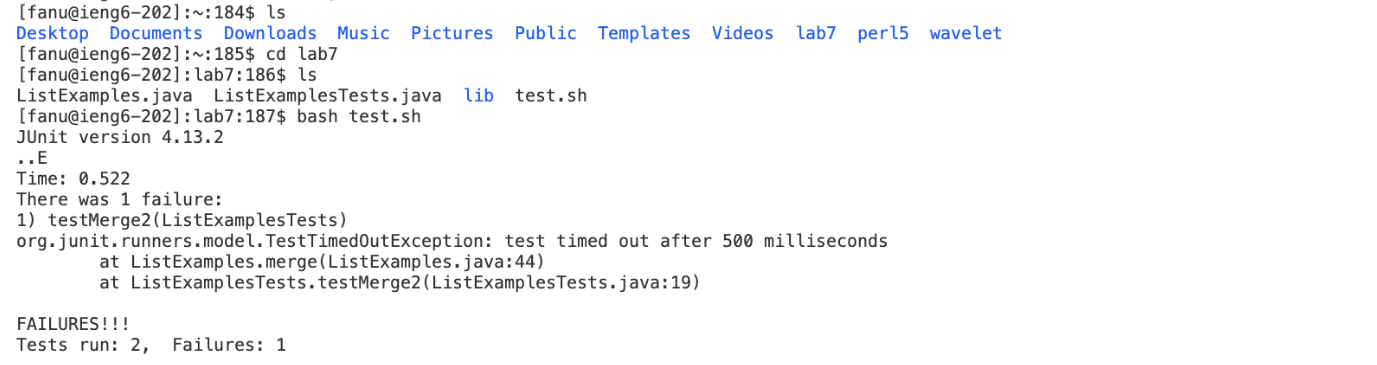 [fanu@ieng6-202]:~:184$ ls
Desktop  Documents  Downloads  Music  Pictures  Public  Templates  Videos  lab7  perl5  wavelet
[fanu@ieng6-202]:~:185$ cd lab7
[fanu@ieng6-202]:lab7:186$ ls
ListExamples.java  ListExamplesTests.java  lib  test.sh
[fanu@ieng6-202]:lab7:187$ bash test.sh
JUnit version 4.13.2
..E
Time: 0.522
There was 1 failure:
1) testMerge2(ListExamplesTests)
org.junit.runners.model.TestTimedOutException: test timed out after 500 milliseconds
        at ListExamples.merge(ListExamples.java:44)
        at ListExamplesTests.testMerge2(ListExamplesTests.java:19)
FAILURES!!!
Tests run: 2,  Failures: 1